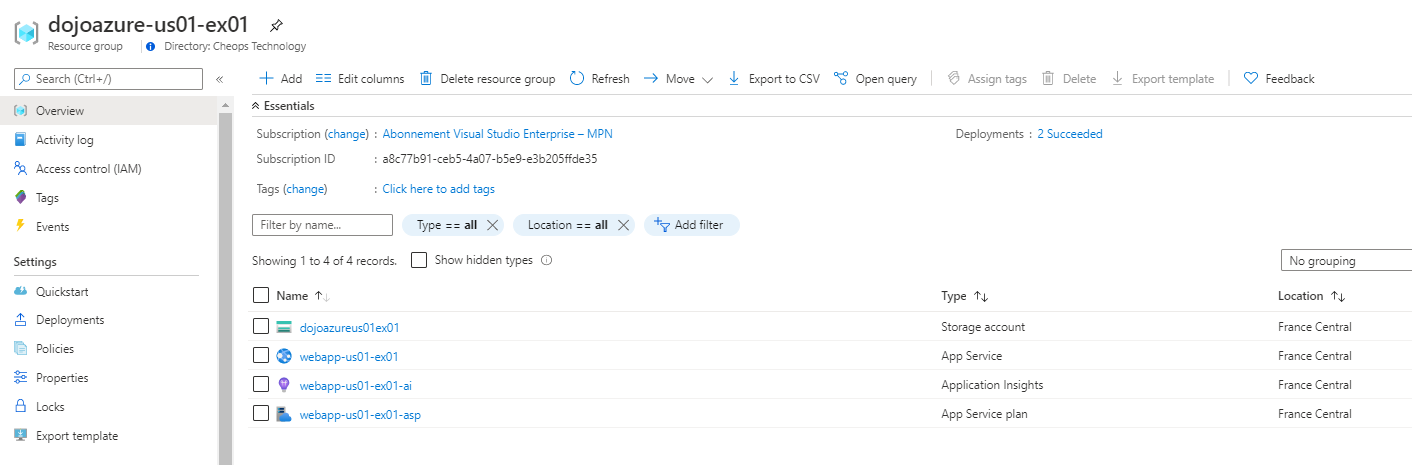 dojoazure-us01-ex01
Resource group
Directory: Cheops Technology
Search (Ctrl+/)
«
Add
Edit columns
Delete resource group
Refresh
Move
Export to CSV
Open query
Assign tags
Delete
Export template
Feedback
Overview
Activity log
Access control (IAM)
Tags
Events
Settings
Quickstart
Deployments
Policies
Properties
Locks
Export template
Essentials
Subscription (change) : Abonnement Visual Studio Enterprise – MPN
Deployments : 2 Succeeded
Subscription ID : a8c77b91-ceb5-4a07-b5e9-e3b205ffde35
Tags (change) : Click here to add tags
Filter by name...
Type == all
Location == all
Add filter
Showing 1 to 4 of 4 records.
Show hidden types
No grouping
Name Type Location
dojoazureus01ex01 Storage account France Central
webapp-us01-ex01 App Service France Central
webapp-us01-ex01-ai Application Insights France Central
webapp-us01-ex01-asp App Service plan France Central